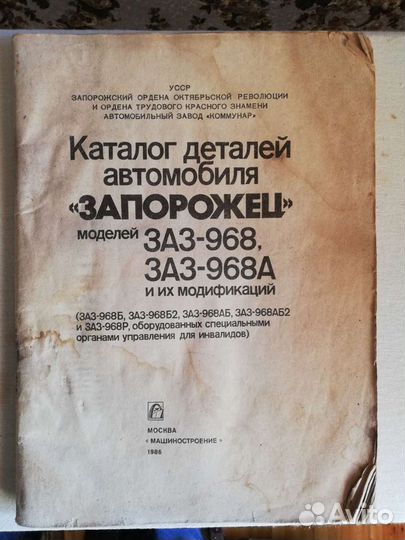 УССР
ЗАПОРОЖСКИЙ ОРДЕНА ОКТЯБРЬСКОЙ РЕВОЛЮЦИИ
И ОРДЕНА ТРУДОВОГО КРАСНОГО ЗНАМЕНИ
АВТОМОБИЛЬНЫЙ ЗАВОД «КОММУНАР»
Каталог деталей
автомобиля
«ЗАПОРОЖЕЦ»
моделей ЗАЗ-968,
ЗАЗ-968А
и их модификаций
(ЗАЗ-968Б, ЗАЗ-968Б2, ЗАЗ-968АБ, ЗАЗ-968АБ2
и ЗАЗ-968Р, оборудованных специальными
органами управления для инвалидов)
МОСКВА
«МАШИНОСТРОЕНИЕ»
1986
Avito